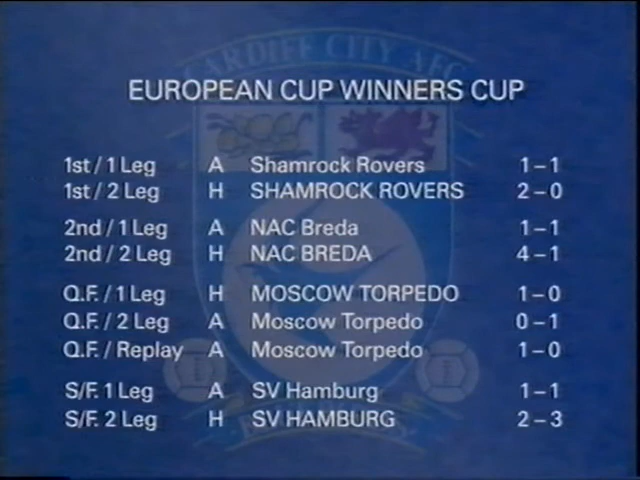 CARDIFF CITY AFC
EUROPEAN CUP WINNERS CUP
1st / 1 Leg A Shamrock Rovers 1 – 1
1st / 2 Leg H SHAMROCK ROVERS 2 – 0
2nd / 1 Leg A NAC Breda 1 – 1
2nd / 2 Leg H NAC BREDA 4 – 1
Q.F. / 1 Leg H MOSCOW TORPEDO 1 – 0
Q.F. / 2 Leg A Moscow Torpedo 0 – 1
Q.F. / Replay A Moscow Torpedo 1 – 0
S/F. 1 Leg A SV Hamburg 1 – 1
S/F. 2 Leg H SV HAMBURG 2 – 3